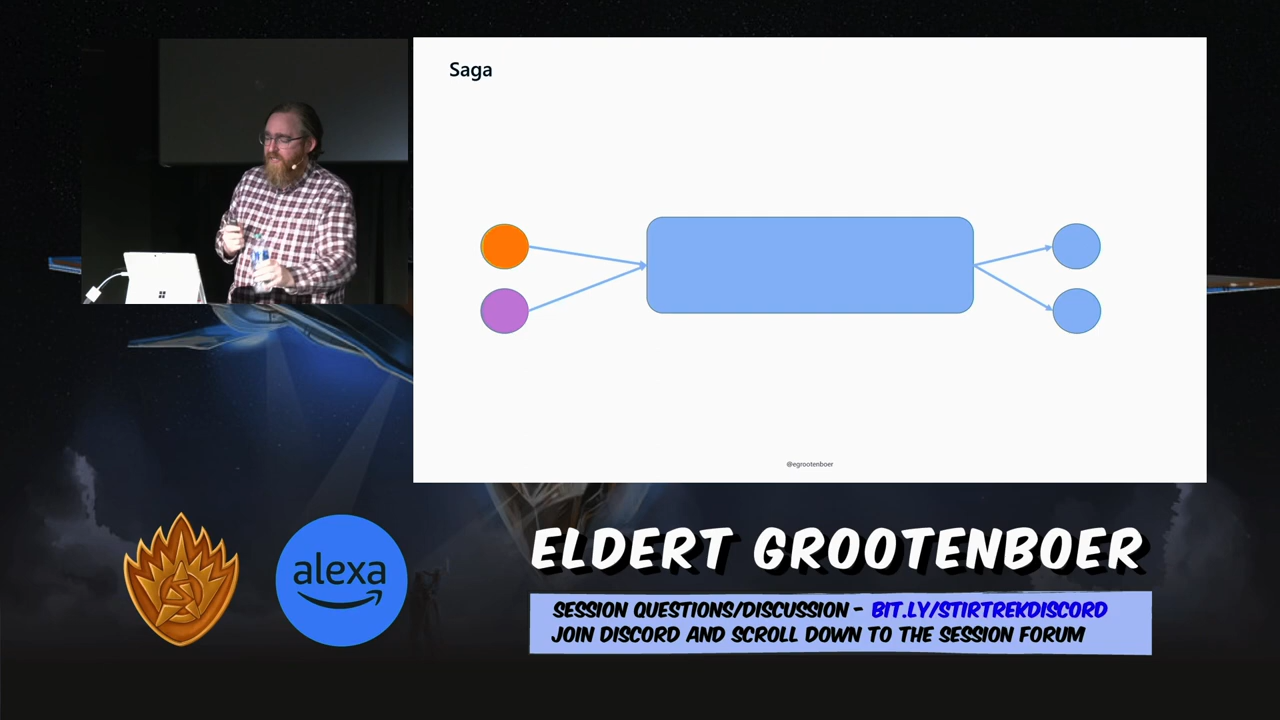 Saga
@egrootenboer
alexa
ELDERT GROOTENBOER
SESSION QUESTIONS/DISCUSSION - BIT.LY/STIRTREKDISCORD
JOIN DISCORD AND SCROLL DOWN TO THE SESSION FORUM